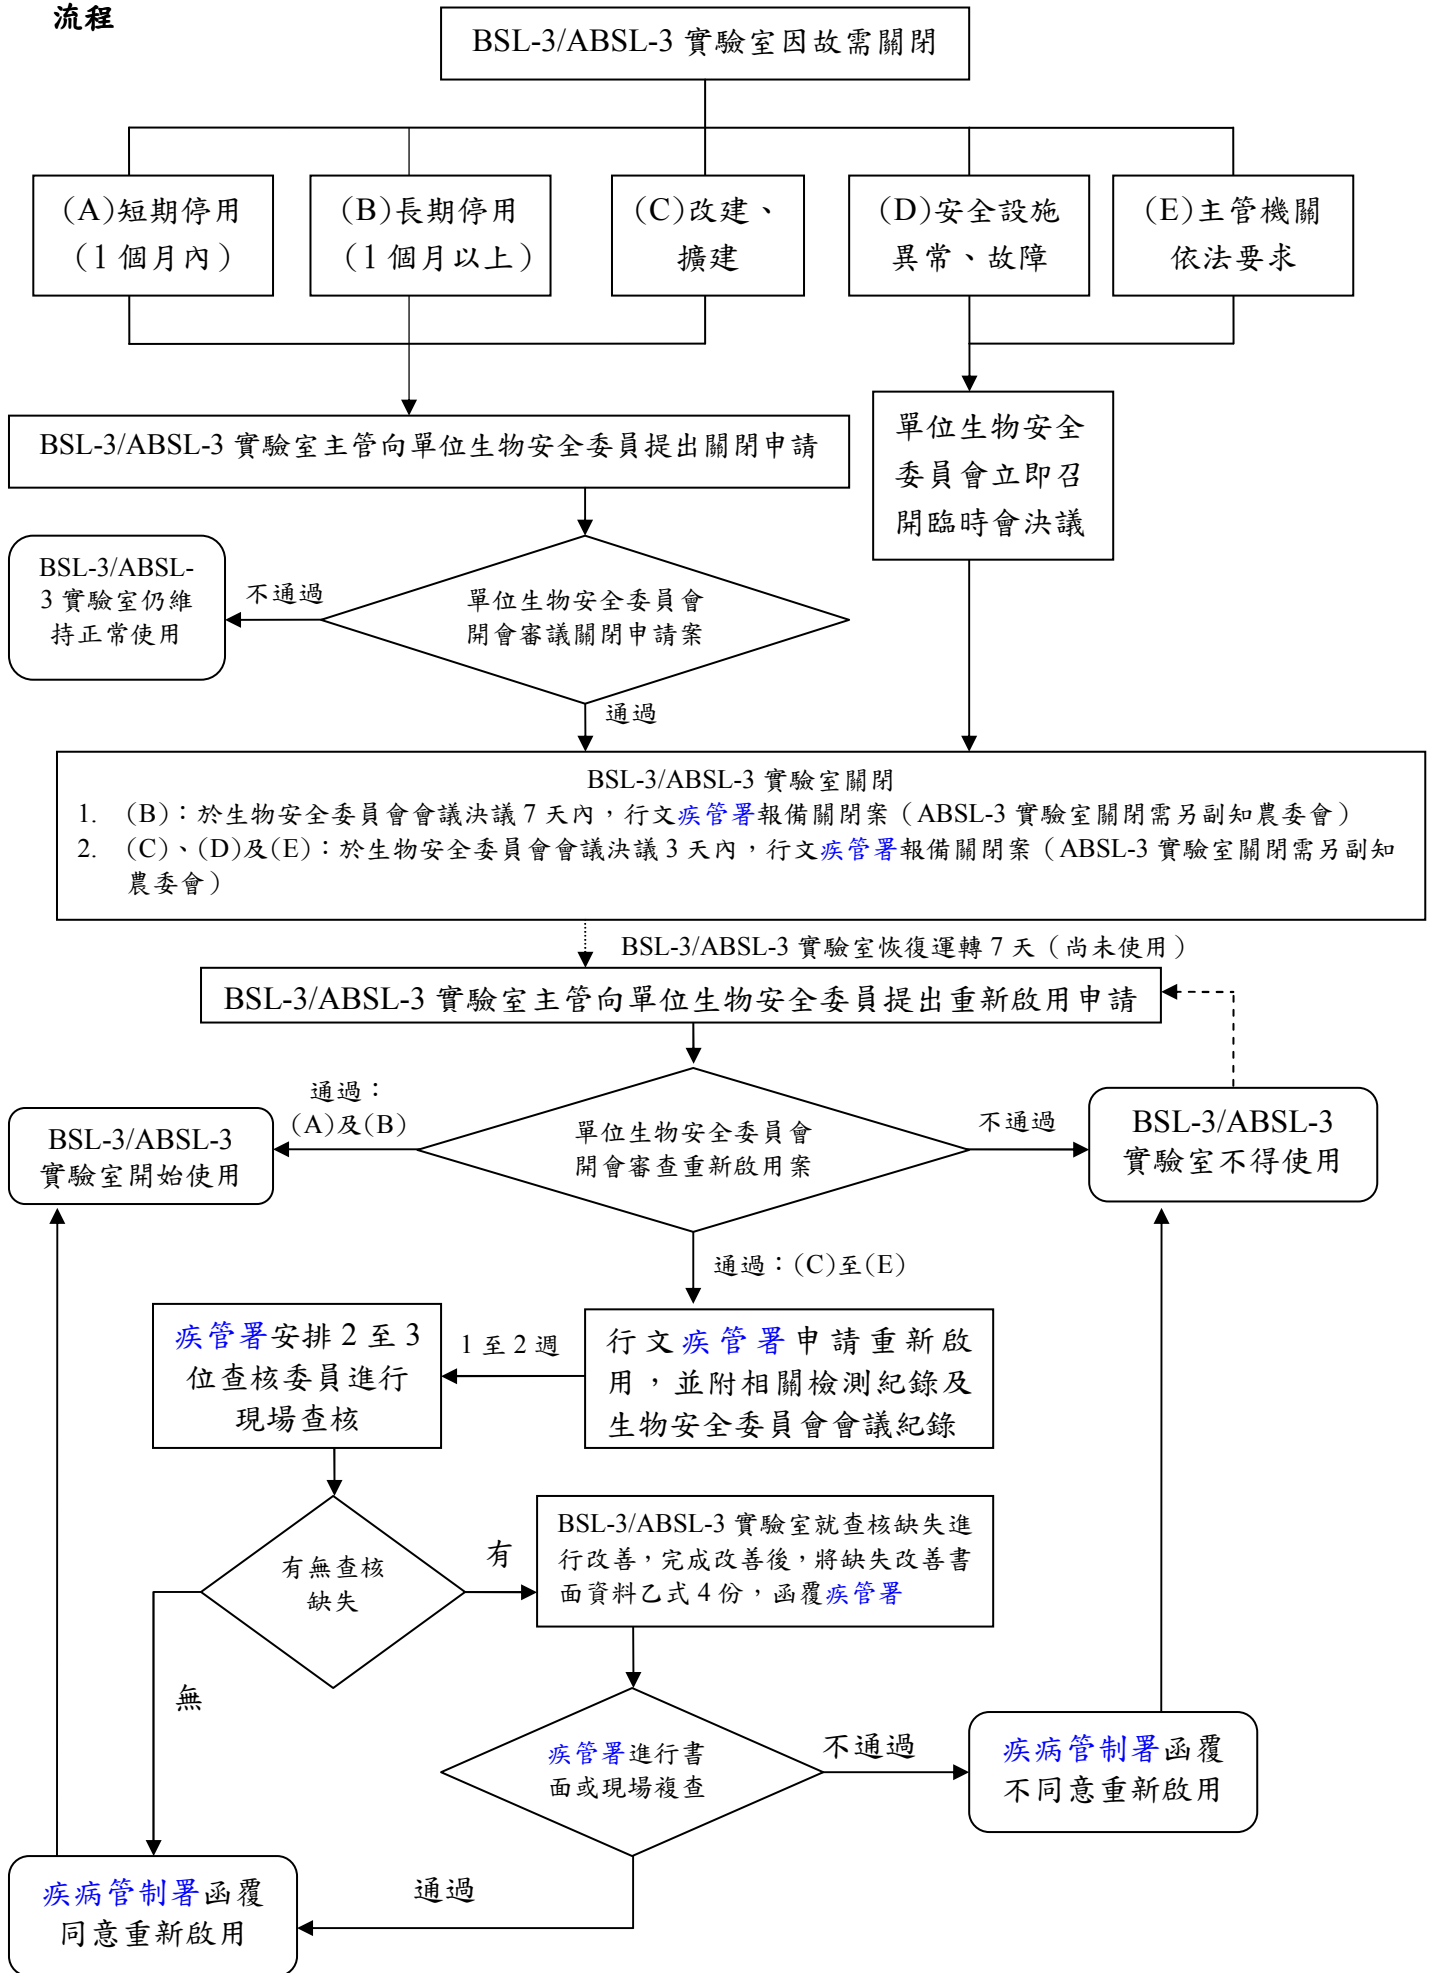 流程
BSL-3/ABSL-3 實驗室因故需關閉
(A)短期停用
（1 個月內）
(B)長期停用
（1 個月以上）
(C)改建、
擴建
(D)安全設施
異常、故障
(E)主管機關
依法要求
BSL-3/ABSL-3 實驗室主管向單位生物安全委員提出關閉申請
單位生物安全
委員會立即召
開臨時會決議
BSL-3/ABSL-
3 實驗室仍維
持正常使用
不通過
單位生物安全委員會
開會審議關閉申請案
通過
BSL-3/ABSL-3 實驗室關閉
1. (B)：於生物安全委員會會議決議 7 天內，行文疾管署報備關閉案（ABSL-3 實驗室關閉需另副知農委會）
2. (C)、(D)及(E)：於生物安全委員會會議決議 3 天內，行文疾管署報備關閉案（ABSL-3 實驗室關閉需另副知
農委會）
BSL-3/ABSL-3 實驗室恢復運轉 7 天（尚未使用）
BSL-3/ABSL-3 實驗室主管向單位生物安全委員提出重新啟用申請
通過：
(A)及(B)
BSL-3/ABSL-3
實驗室開始使用
單位生物安全委員會
開會審查重新啟用案
不通過
BSL-3/ABSL-3
實驗室不得使用
通過：(C)至(E)
疾管署安排 2 至 3
位查核委員進行
現場查核
1 至 2 週
行文疾管署申請重新啟
用，並附相關檢測紀錄及
生物安全委員會會議紀錄
有無查核
缺失
有
BSL-3/ABSL-3 實驗室就查核缺失進
行改善，完成改善後，將缺失改善書
面資料乙式 4 份，函覆疾管署
無
疾管署進行書
面或現場複查
不通過
疾病管制署函覆
不同意重新啟用
疾病管制署函覆
同意重新啟用
通過